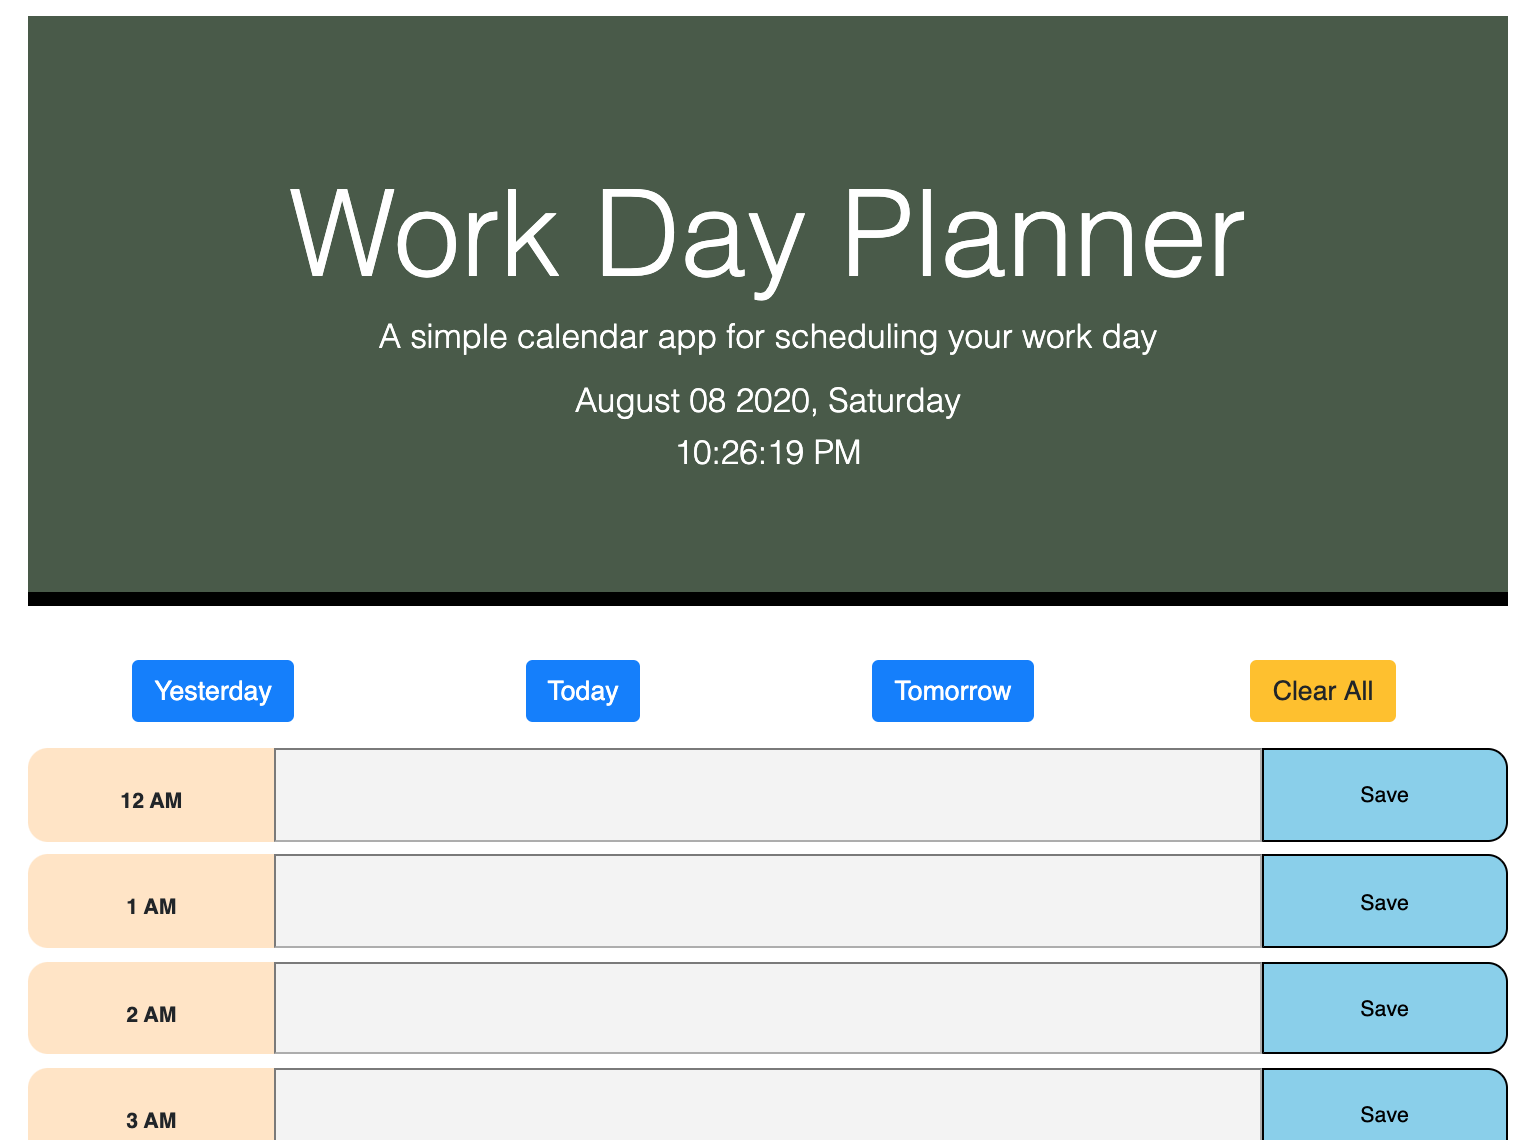 Work Day Planner
A simple calendar app for scheduling your work day
August 08 2020, Saturday
10:26:19 PM
Yesterday Today Tomorrow Clear All
12 AM Save
1 AM Save
2 AM Save
3 AM Save